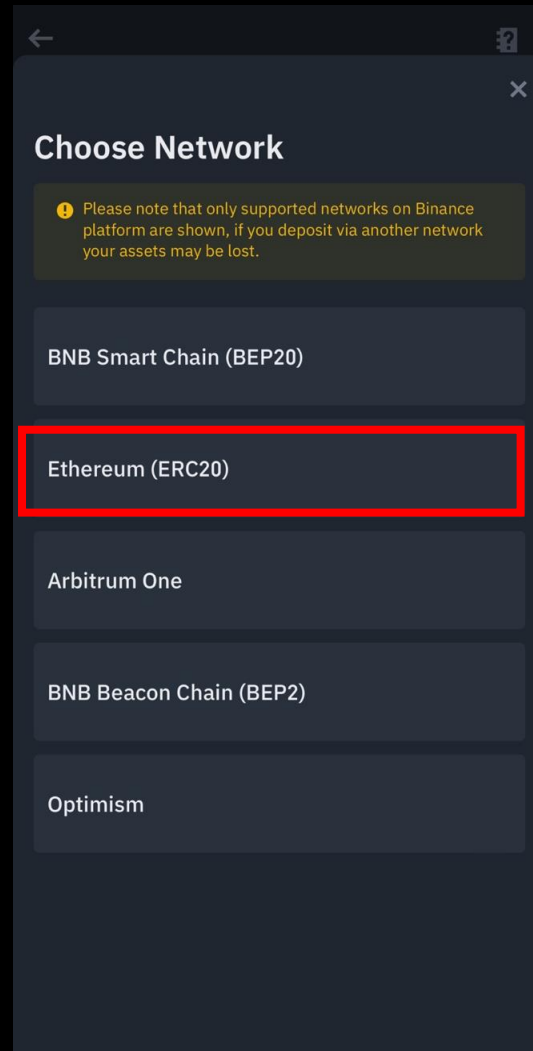 Choose Network
Please note that only supported networks on Binance
platform are shown, if you deposit via another network
your assets may be lost.
BNB Smart Chain (BEP20)
Ethereum (ERC20)
Arbitrum One
BNB Beacon Chain (BEP2)
Optimism